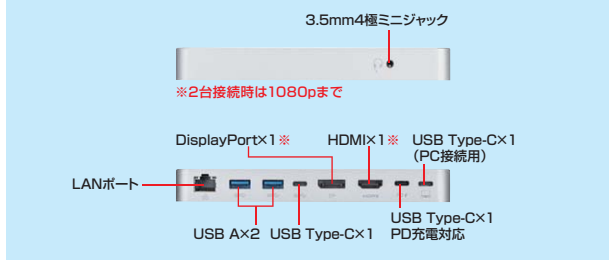 3.5mm4極ミニジャック
※2台接続時は1080pまで
DisplayPort×1※
HDMI×1※
USB Type-C×1
（PC接続用）
LANポート
USB A×2
USB Type-C×1
USB Type-C×1
PD充電対応